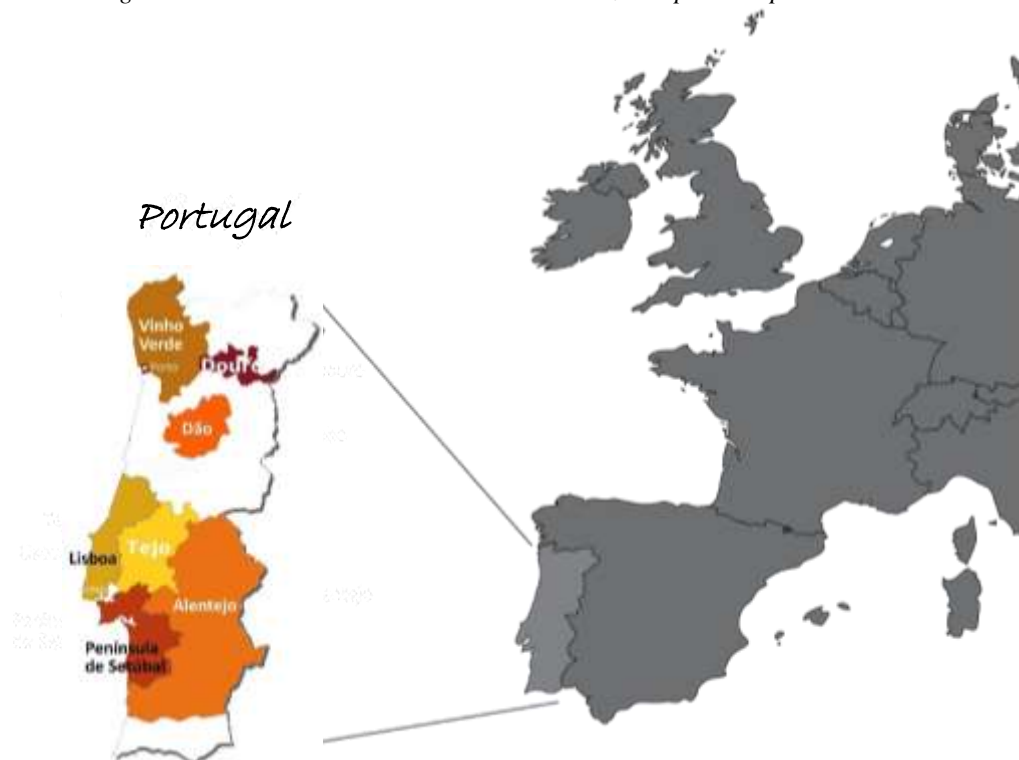 Portugal
Vinho
Verde
Porto
Douro
Dão
Tejo
Lisboa
Alentejo
Península
de Setúbal